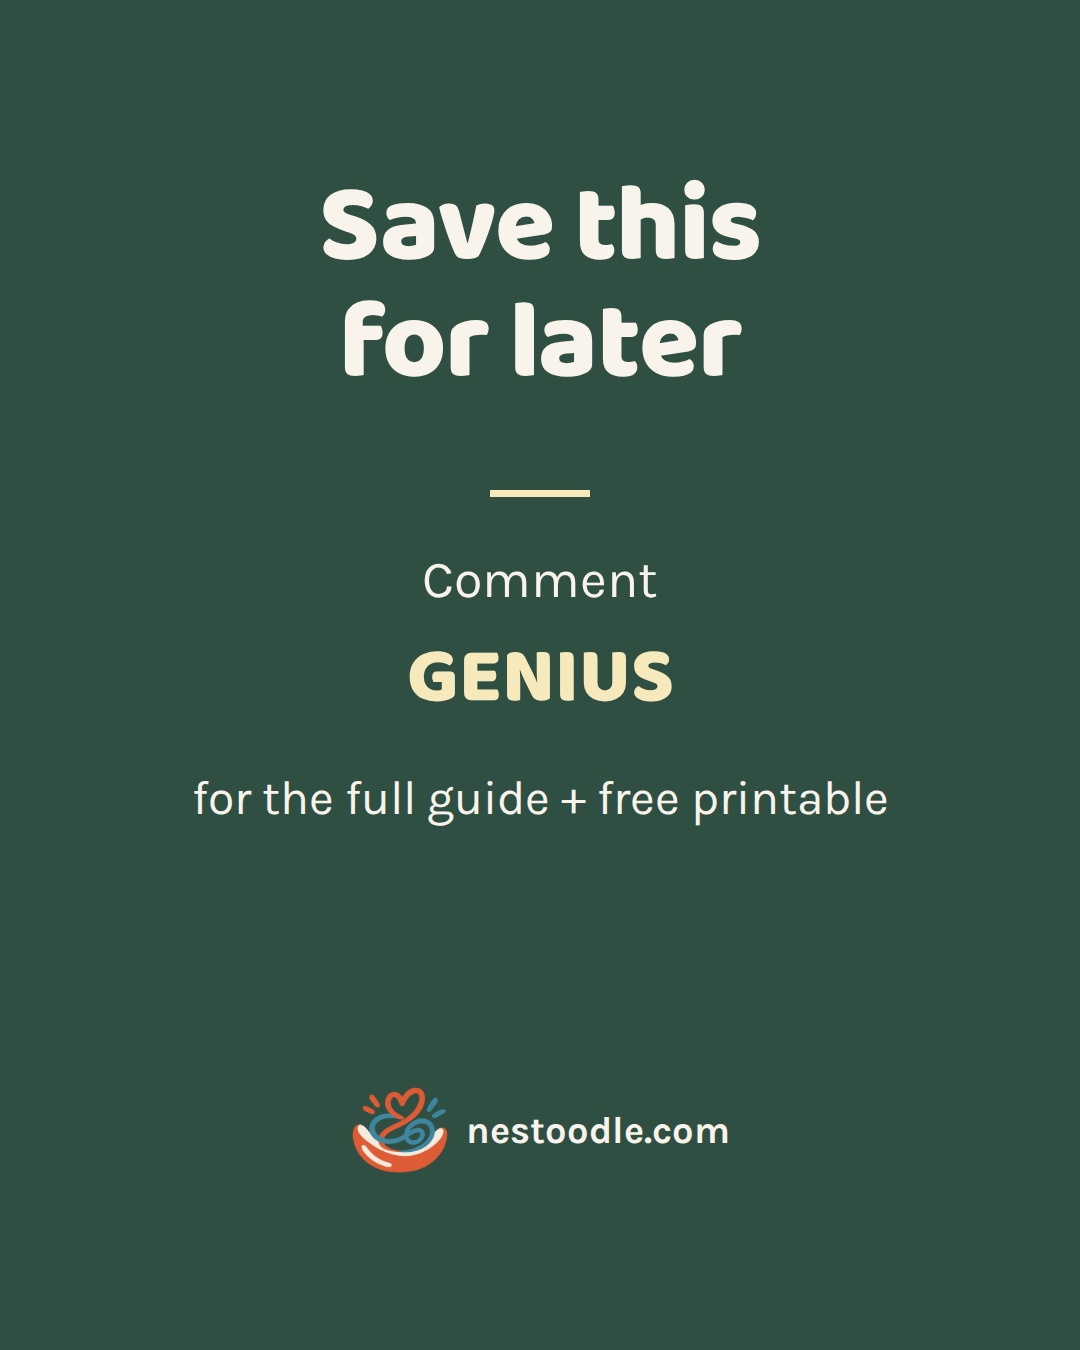 Save this
for later
Comment
GENIUS
for the full guide + free printable
nestoodle.com